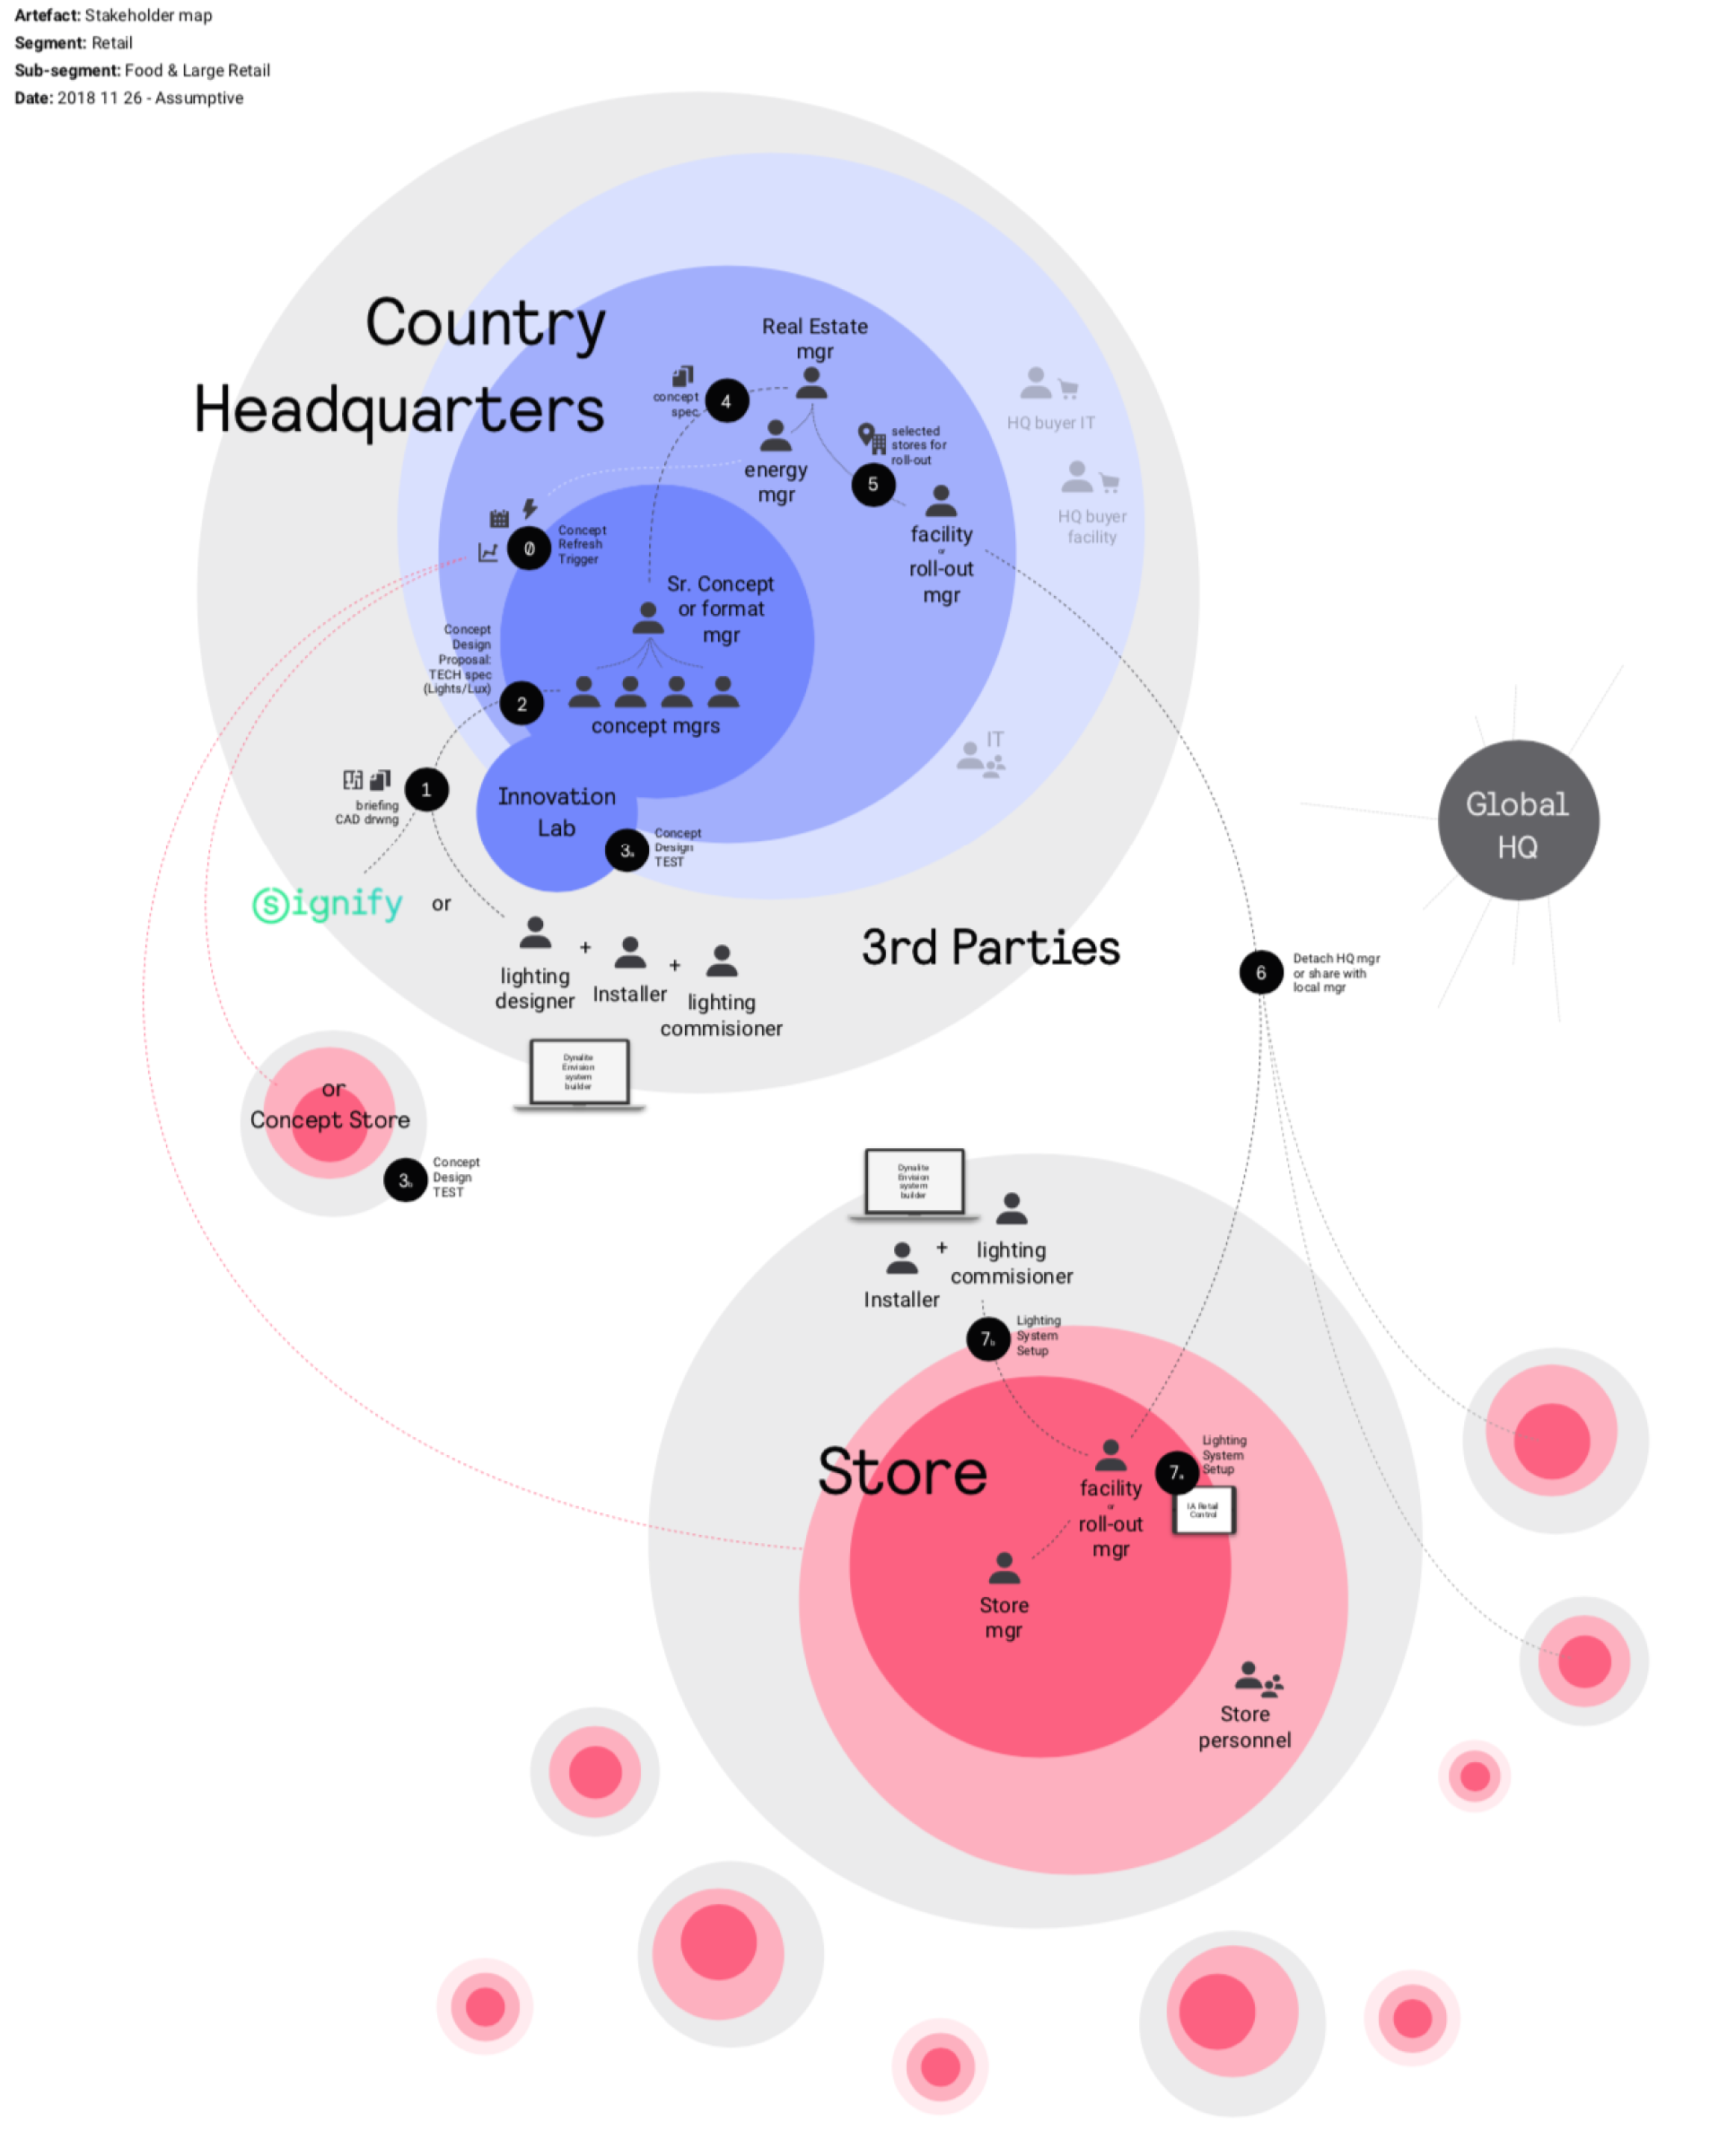 Artefact: Stakeholder map
Segment: Retail
Sub-segment: Food & Large Retail
Date: 2018 11 26 - Assumptive
Country
Headquarters
Real Estate
mgr
concept
spec
4
energy
mgr
selected
stores for
roll-out
5
facility
or
roll-out
mgr
HQ buyer IT
HQ buyer
facility
0
Concept
Refresh
Trigger
Sr. Concept
or format
mgr
Concept
Design
Proposal:
TECH spec
(Lights/Lux)
2
concept mgrs
IT
1
briefing
CAD drwng
Innovation
Lab
3a
Concept
Design
TEST
Signify
or
lighting
designer
+
Installer
+
lighting
commisioner
3rd Parties
Dynalite
Envision
system
builder
Global
HQ
6
Detach HQ mgr
or share with
local mgr
or
Concept Store
3b
Concept
Design
TEST
Dynalite
Envision
system
builder
Installer
+
lighting
commisioner
7b
Lighting
System
Setup
Store
facility
or
roll-out
mgr
7a
Lighting
System
Setup
IA Retail
Control
Store
mgr
Store
personnel